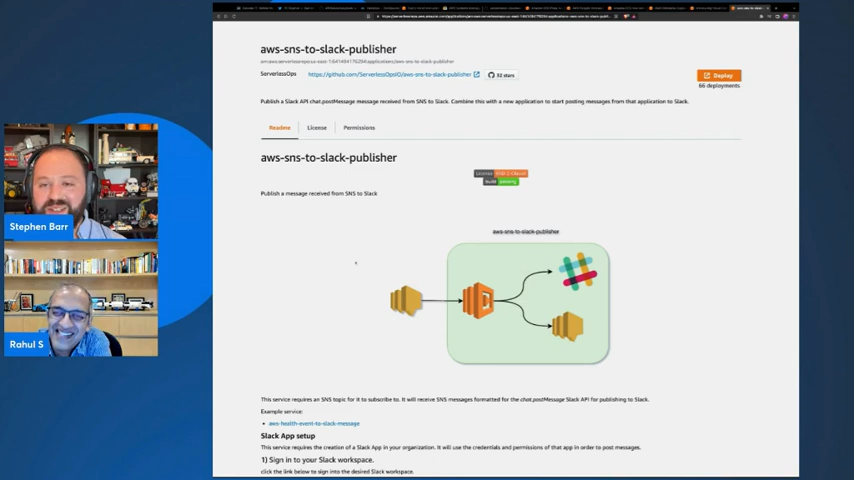 aws-sns-to-slack-publisher
ServerlessOps
https://github.com/ServerlessOpsIO/aws-sns-to-slack-publisher
32 stars
Deploy
66 deployments
Publish a Slack API chat.postMessage message received from SNS to Slack. Combine this with a new application to start posting messages from that application to Slack.
Readme
License
Permissions
aws-sns-to-slack-publisher
License
Build passing
Publish a message received from SNS to Slack
aws-sns-to-slack-publisher
This service requires an SNS topic for it to subscribe to. It will receive SNS messages formatted for the chat.postMessage Slack API for publishing to Slack.
Example service:
• aws-health-event-to-slack-message
Slack App setup
This service requires the creation of a Slack App in your organization. It will use the credentials and permissions of that app in order to post messages.
1) Sign in to your Slack workspace.
click the link below to sign into the desired Slack workspace.
Stephen Barr
Rahul S